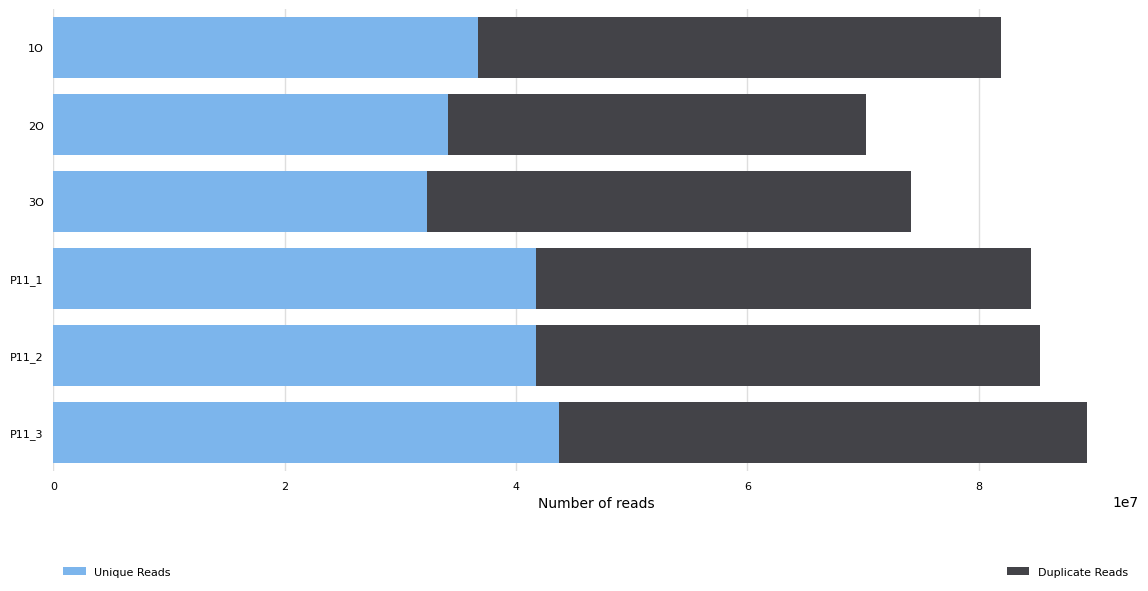 1O
2O
3O
P11_1
P11_2
P11_3
0 2 4 6 8
Number of reads
1e7
Unique Reads Duplicate Reads